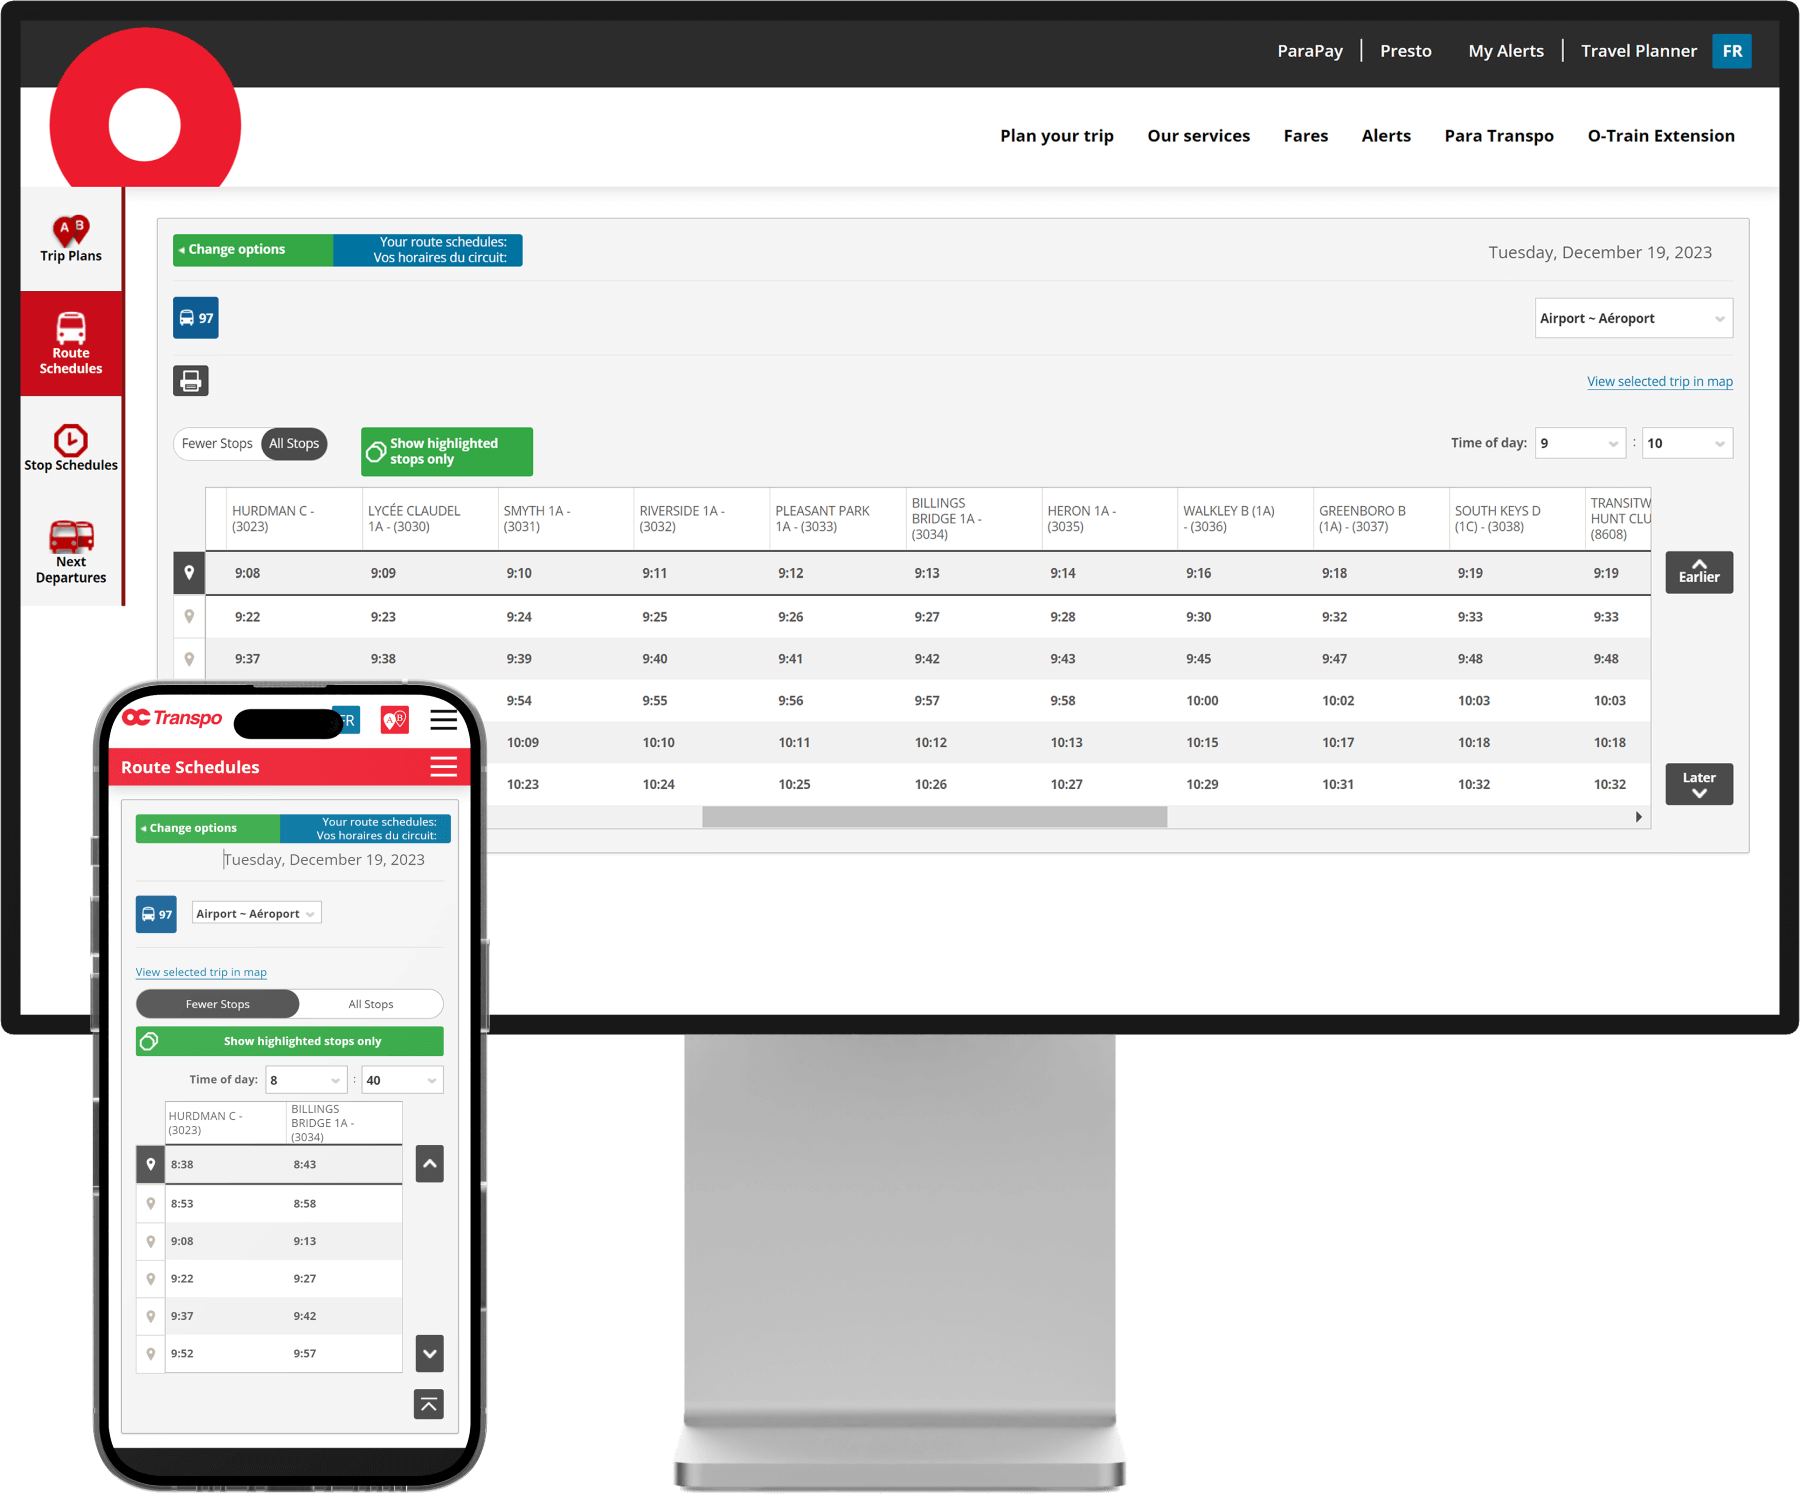 ParaPay Presto My Alerts Travel Planner FR
Plan your trip Our services Fares Alerts Para Transpo O-Train Extension
A B
Trip Plans
Route
Schedules
Stop Schedules
Next
Departures
Change options
Your route schedules:
Vos horaires du circuit:
Tuesday, December 19, 2023
97
Airport ~ Aéroport
View selected trip in map
Fewer Stops All Stops
Show highlighted
stops only
Time of day: 9 : 10
HURDMAN C -
(3023)
LYCÉE CLAUDEL
1A - (3030)
SMYTH 1A -
(3031)
RIVERSIDE 1A -
(3032)
PLEASANT PARK
1A - (3033)
BILLINGS
BRIDGE 1A -
(3034)
HERON 1A -
(3035)
WALKLEY B (1A)
- (3036)
GREENBORO B
(1A) - (3037)
SOUTH KEYS D
(1C) - (3038)
TRANSITW
HUNT CLU
(8608)
9:08 9:09 9:10 9:11 9:12 9:13 9:14 9:16 9:18 9:19 9:19
9:22 9:23 9:24 9:25 9:26 9:27 9:28 9:30 9:32 9:33 9:33
9:37 9:38 9:39 9:40 9:41 9:42 9:43 9:45 9:47 9:48 9:48
9:54 9:55 9:56 9:57 9:58 10:00 10:02 10:03 10:03
10:09 10:10 10:11 10:12 10:13 10:15 10:17 10:18 10:18
10:23 10:24 10:25 10:26 10:27 10:29 10:31 10:32 10:32
Earlier
Later
OC Transpo FR A B
Route Schedules
Change options
Your route schedules:
Vos horaires du circuit:
Tuesday, December 19, 2023
97 Airport ~ Aéroport
View selected trip in map
Fewer Stops All Stops
Show highlighted stops only
Time of day: 8 : 40
HURDMAN C -
(3023)
BILLINGS
BRIDGE 1A -
(3034)
8:38 8:43
8:53 8:58
9:08 9:13
9:22 9:27
9:37 9:42
9:52 9:57